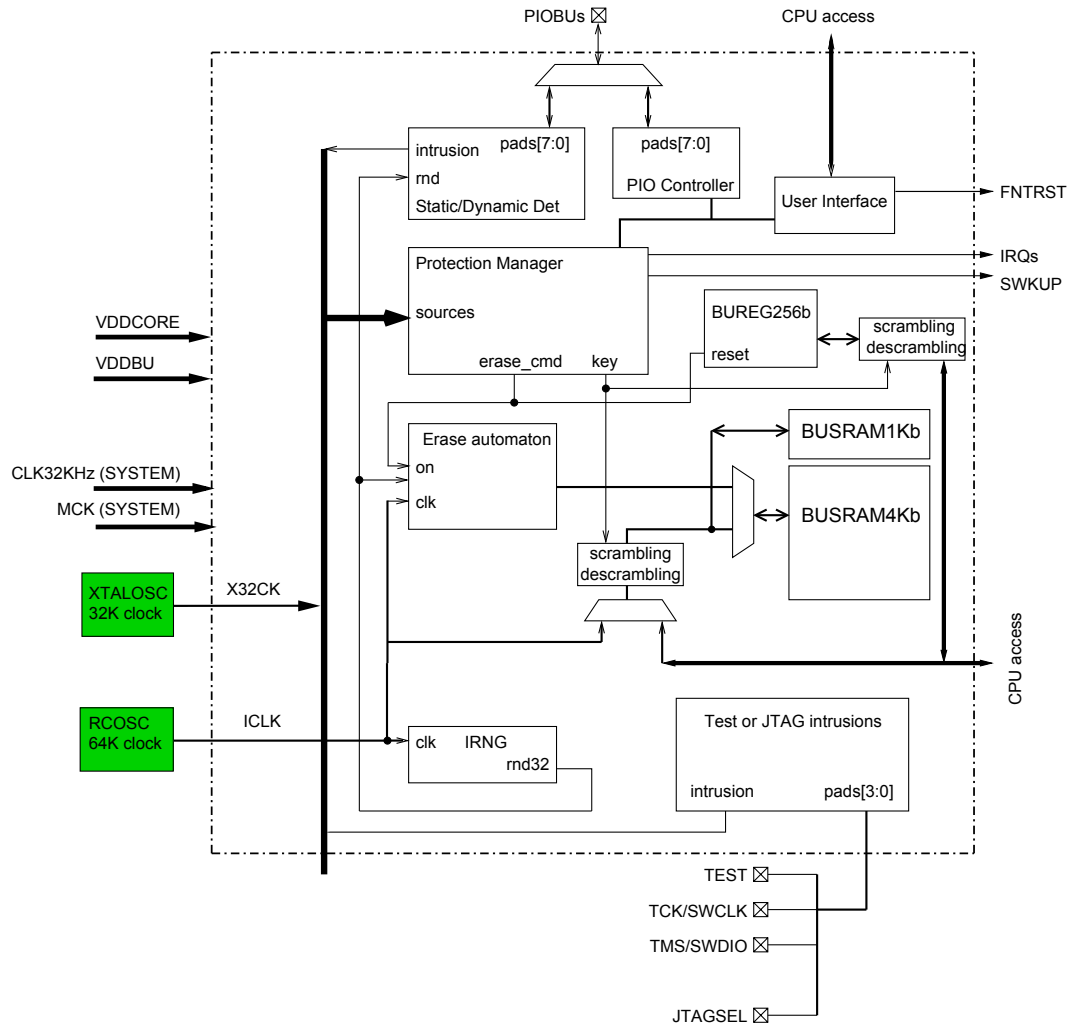 PIOBUs
CPU access
intrusion
pads[7:0]
rnd
Static/Dynamic Det
pads[7:0]
PIO Controller
User Interface
FNTRST
Protection Manager
sources
erase_cmd
key
IRQs
SWKUP
BUREG256b
reset
scrambling
descrambling
VDDCORE
VDDBU
Erase automaton
on
clk
BUSRAM1Kb
BUSRAM4Kb
CLK32KHz (SYSTEM)
MCK (SYSTEM)
scrambling
descrambling
XTALOSC
32K clock
X32CK
CPU access
RCOSC
64K clock
ICLK
clk
IRNG
rnd32
Test or JTAG intrusions
intrusion
pads[3:0]
TEST
TCK/SWCLK
TMS/SWDIO
JTAGSEL